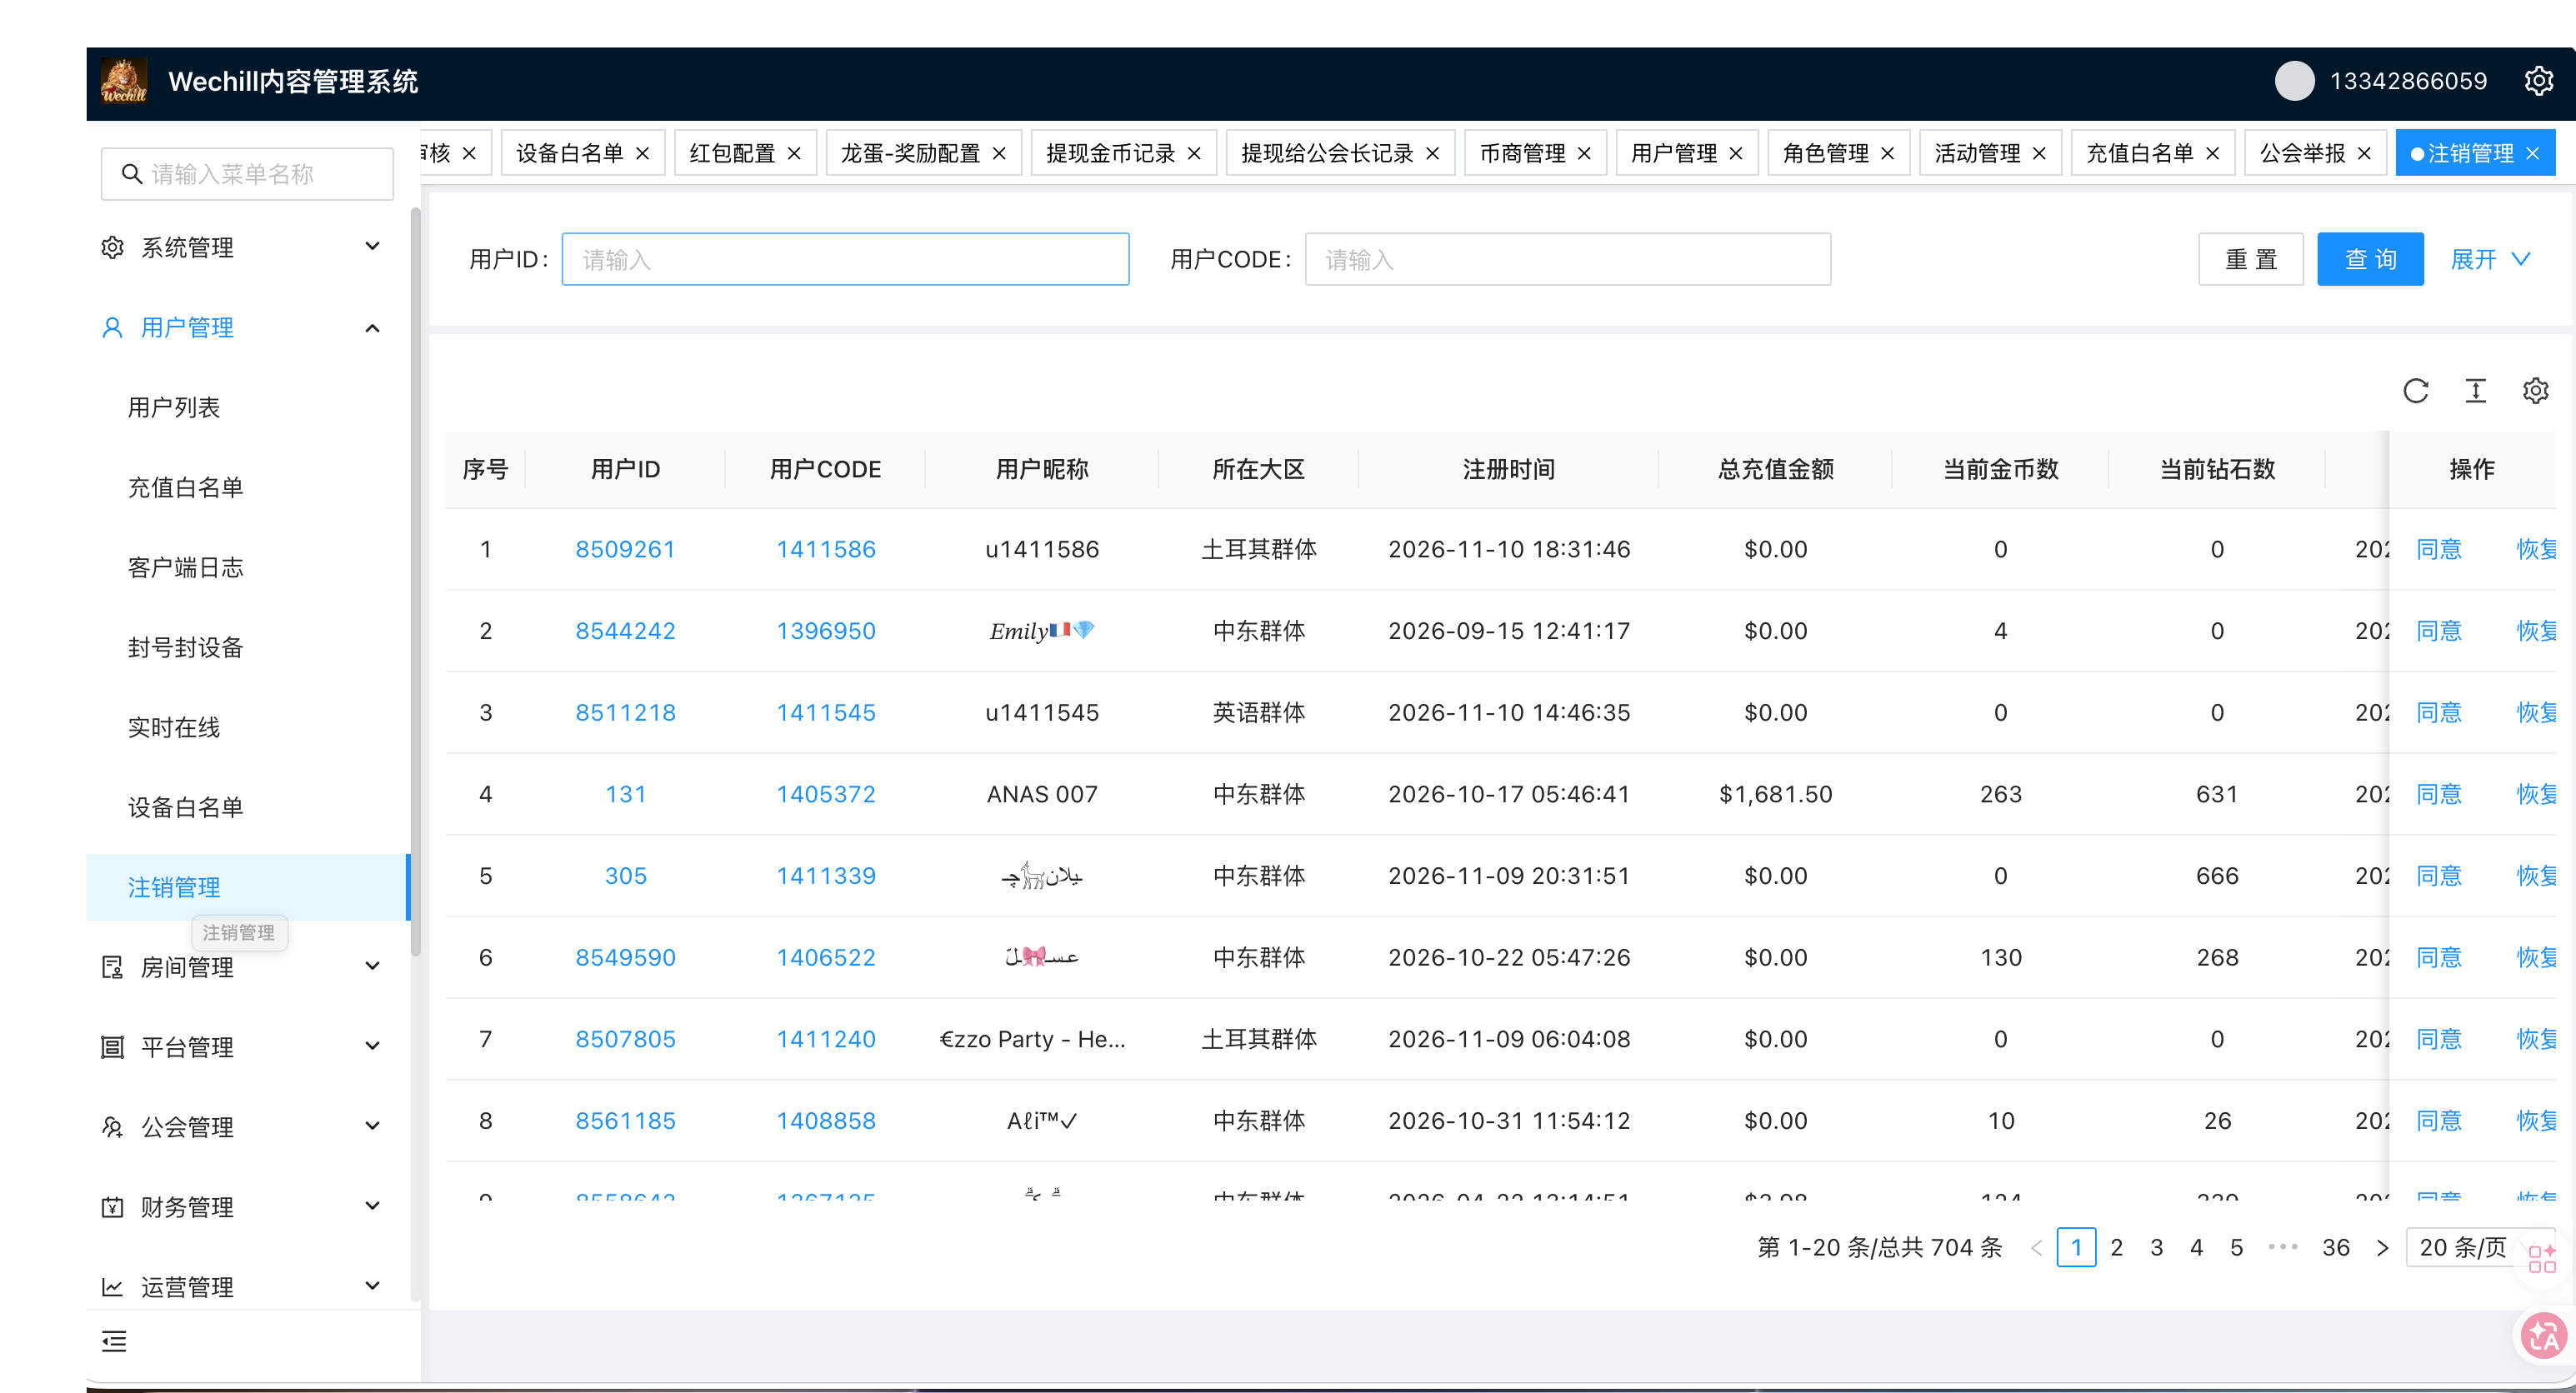 Wechill内容管理系统
13342866059
请输入菜单名称
审核 设备白名单 红包配置 龙蛋-奖励配置 提现金币记录 提现给公会长记录 币商管理 用户管理 角色管理 活动管理 充值白名单 公会举报 注销管理
系统管理
用户管理
用户列表
充值白名单
客户端日志
封号封设备
实时在线
设备白名单
注销管理
注销管理
房间管理
平台管理
公会管理
财务管理
运营管理
用户ID: 请输入 用户CODE: 请输入 重 置 查 询 展开
序号 用户ID 用户CODE 用户昵称 所在大区 注册时间 总充值金额 当前金币数 当前钻石数 操作
1 8509261 1411586 u1411586 土耳其群体 2026-11-10 18:31:46 $0.00 0 0 202 同意 恢复
2 8544242 1396950 Emily🇫🇷💎 中东群体 2026-09-15 12:41:17 $0.00 4 0 202 同意 恢复
3 8511218 1411545 u1411545 英语群体 2026-11-10 14:46:35 $0.00 0 0 202 同意 恢复
4 131 1405372 ANAS 007 中东群体 2026-10-17 05:46:41 $1,681.50 263 631 202 同意 恢复
5 305 1411339 中东群体 2026-11-09 20:31:51 $0.00 0 666 202 同意 恢复
6 8549590 1406522 عسـ🎀ـلّ 中东群体 2026-10-22 05:47:26 $0.00 130 268 202 同意 恢复
7 8507805 1411240 €zzo Party - He... 土耳其群体 2026-11-09 06:04:08 $0.00 0 0 202 同意 恢复
8 8561185 1408858 Aℓi™✓ 中东群体 2026-10-31 11:54:12 $0.00 10 26 202 同意 恢复
第 1-20 条/总共 704 条 < 1 2 3 4 5 ••• 36 > 20 条/页